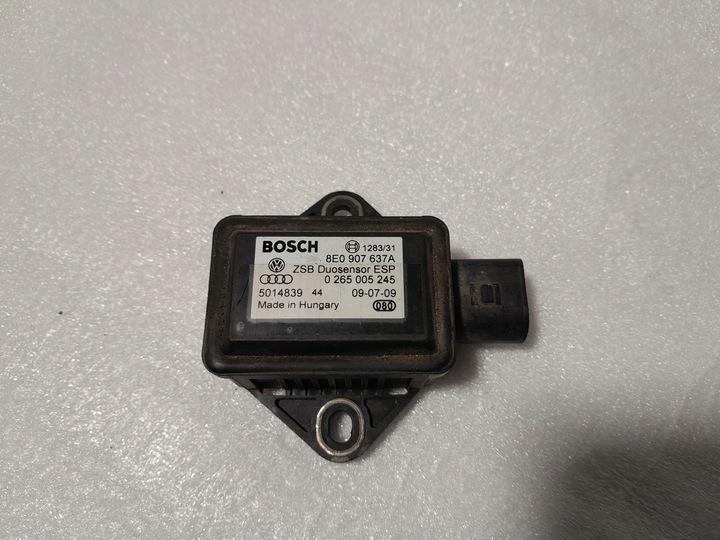 BOSCH 1283/31
8E0 907 637A
ZSB Duosensor ESP
0 265 005 245
5014839 44 09-07-09
Made in Hungary 080